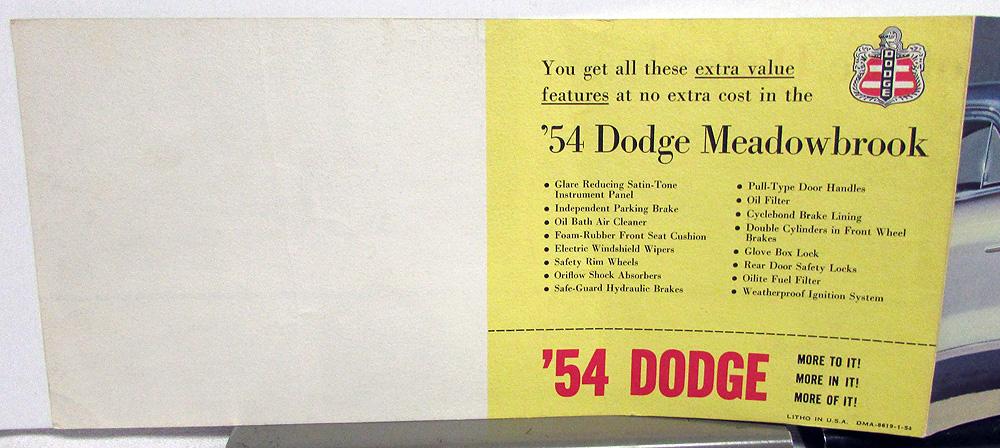 You get all these extra value
features at no extra cost in the
DODGE
'54 Dodge Meadowbrook
• Glare Reducing Satin-Tone
Instrument Panel
• Independent Parking Brake
• Oil Bath Air Cleaner
• Foam-Rubber Front Seat Cushion
• Electric Windshield Wipers
• Safety Rim Wheels
• Oriflow Shock Absorbers
• Safe-Guard Hydraulic Brakes
• Pull-Type Door Handles
• Oil Filter
• Cyclebond Brake Lining
• Double Cylinders in Front Wheel
Brakes
• Glove Box Lock
• Rear Door Safety Locks
• Oilite Fuel Filter
• Weatherproof Ignition System
'54 DODGE
MORE TO IT!
MORE IN IT!
MORE OF IT!
LITHO IN U.S.A. DMA-8619-1-54